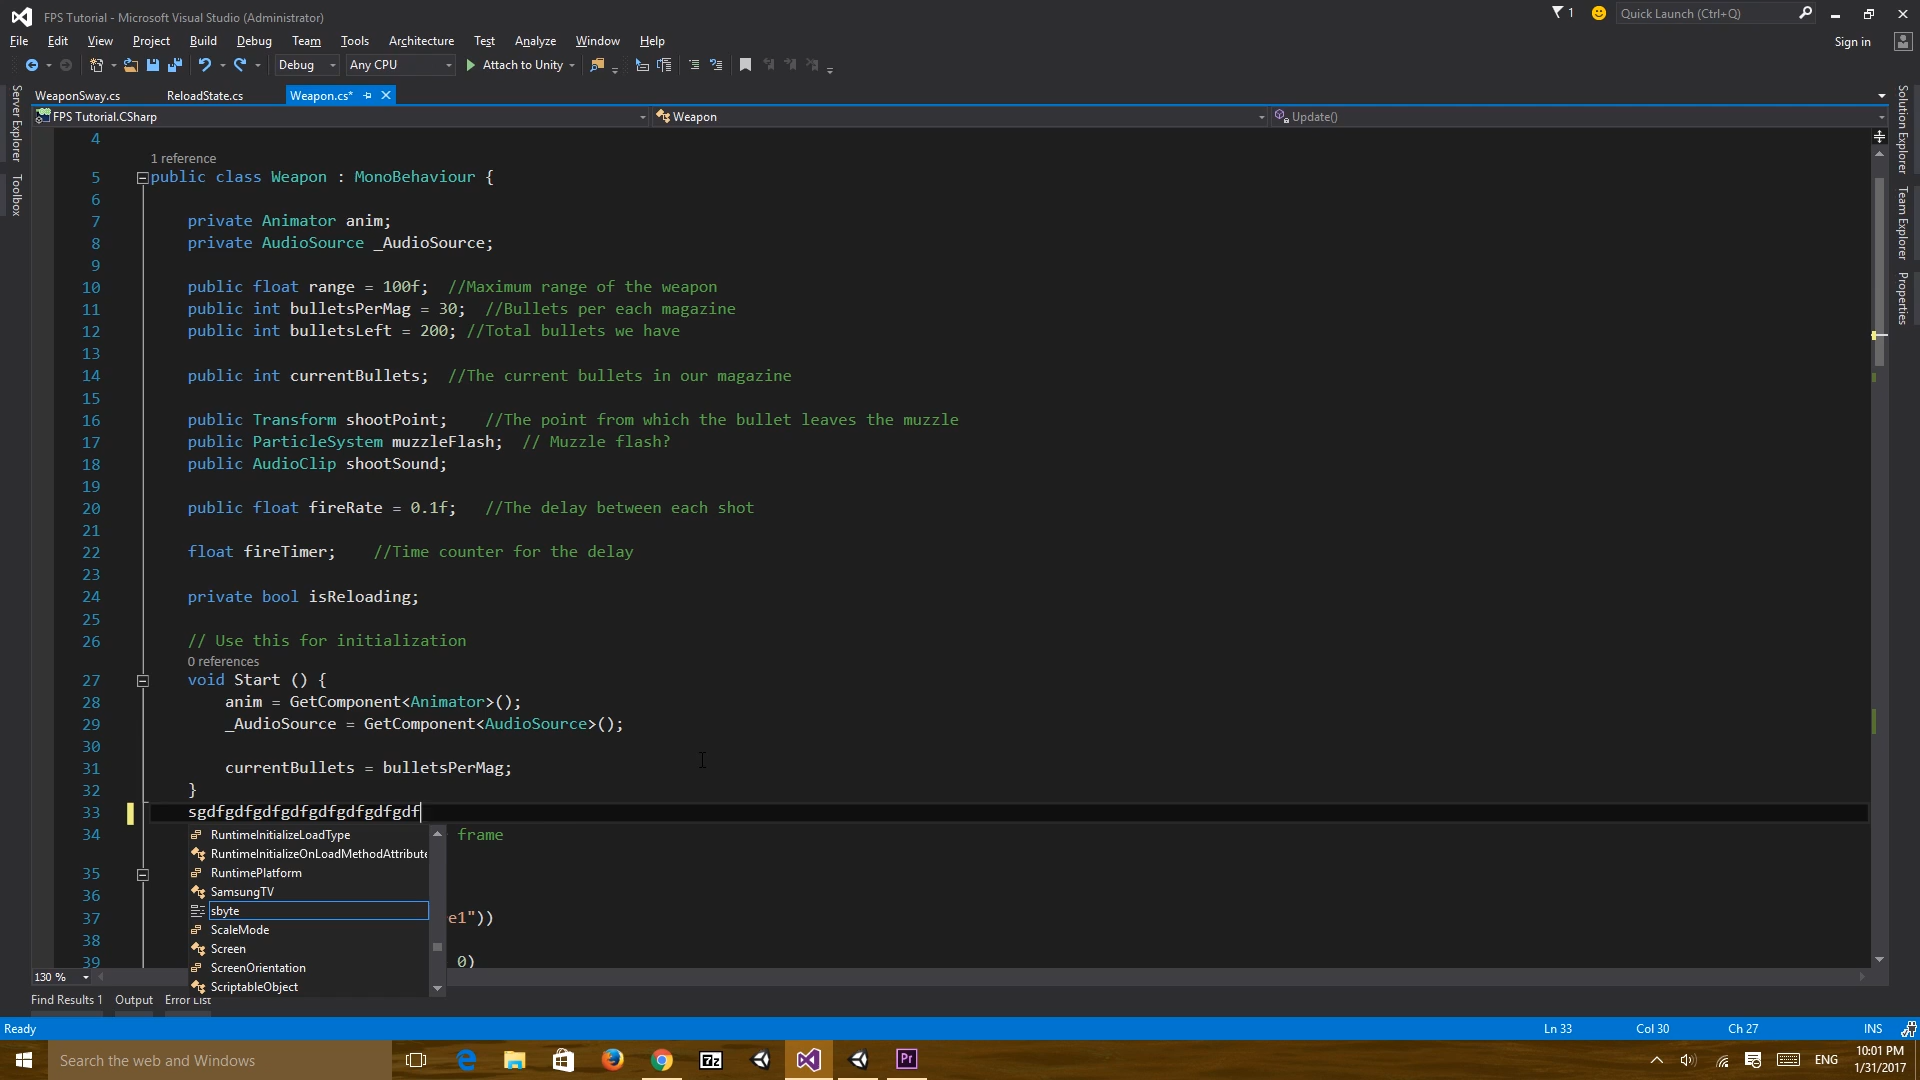 FPS Tutorial - Microsoft Visual Studio (Administrator)
1
Quick Launch (Ctrl+Q)
File Edit View Project Build Debug Team Tools Architecture Test Analyze Window Help
Sign in
Debug Any CPU Attach to Unity
WeaponSway.cs ReloadState.cs Weapon.cs*
FPS Tutorial.CSharp Weapon Update()
Server Explorer
Toolbox
Solution Explorer
Team Explorer
Properties
4
1 reference
5 public class Weapon : MonoBehaviour {
6
7 private Animator anim;
8 private AudioSource _AudioSource;
9
10 public float range = 100f; //Maximum range of the weapon
11 public int bulletsPerMag = 30; //Bullets per each magazine
12 public int bulletsLeft = 200; //Total bullets we have
13
14 public int currentBullets; //The current bullets in our magazine
15
16 public Transform shootPoint; //The point from which the bullet leaves the muzzle
17 public ParticleSystem muzzleFlash; // Muzzle flash?
18 public AudioClip shootSound;
19
20 public float fireRate = 0.1f; //The delay between each shot
21
22 float fireTimer; //Time counter for the delay
23
24 private bool isReloading;
25
26 // Use this for initialization
0 references
27 void Start () {
28 anim = GetComponent<Animator>();
29 _AudioSource = GetComponent<AudioSource>();
30
31 currentBullets = bulletsPerMag;
32 }
33 sgdfgdfgdfgdfgdfgdfgdfgdf
34 frame
35
36
37 e1"))
38
39 0)
RuntimeInitializeLoadType
RuntimeInitializeOnLoadMethodAttribute
RuntimePlatform
SamsungTV
sbyte
ScaleMode
Screen
ScreenOrientation
ScriptableObject
130 %
Find Results 1 Output Error List
Ready Ln 33 Col 30 Ch 27 INS
Search the web and Windows
7z
Pr
ENG
10:01 PM
1/31/2017